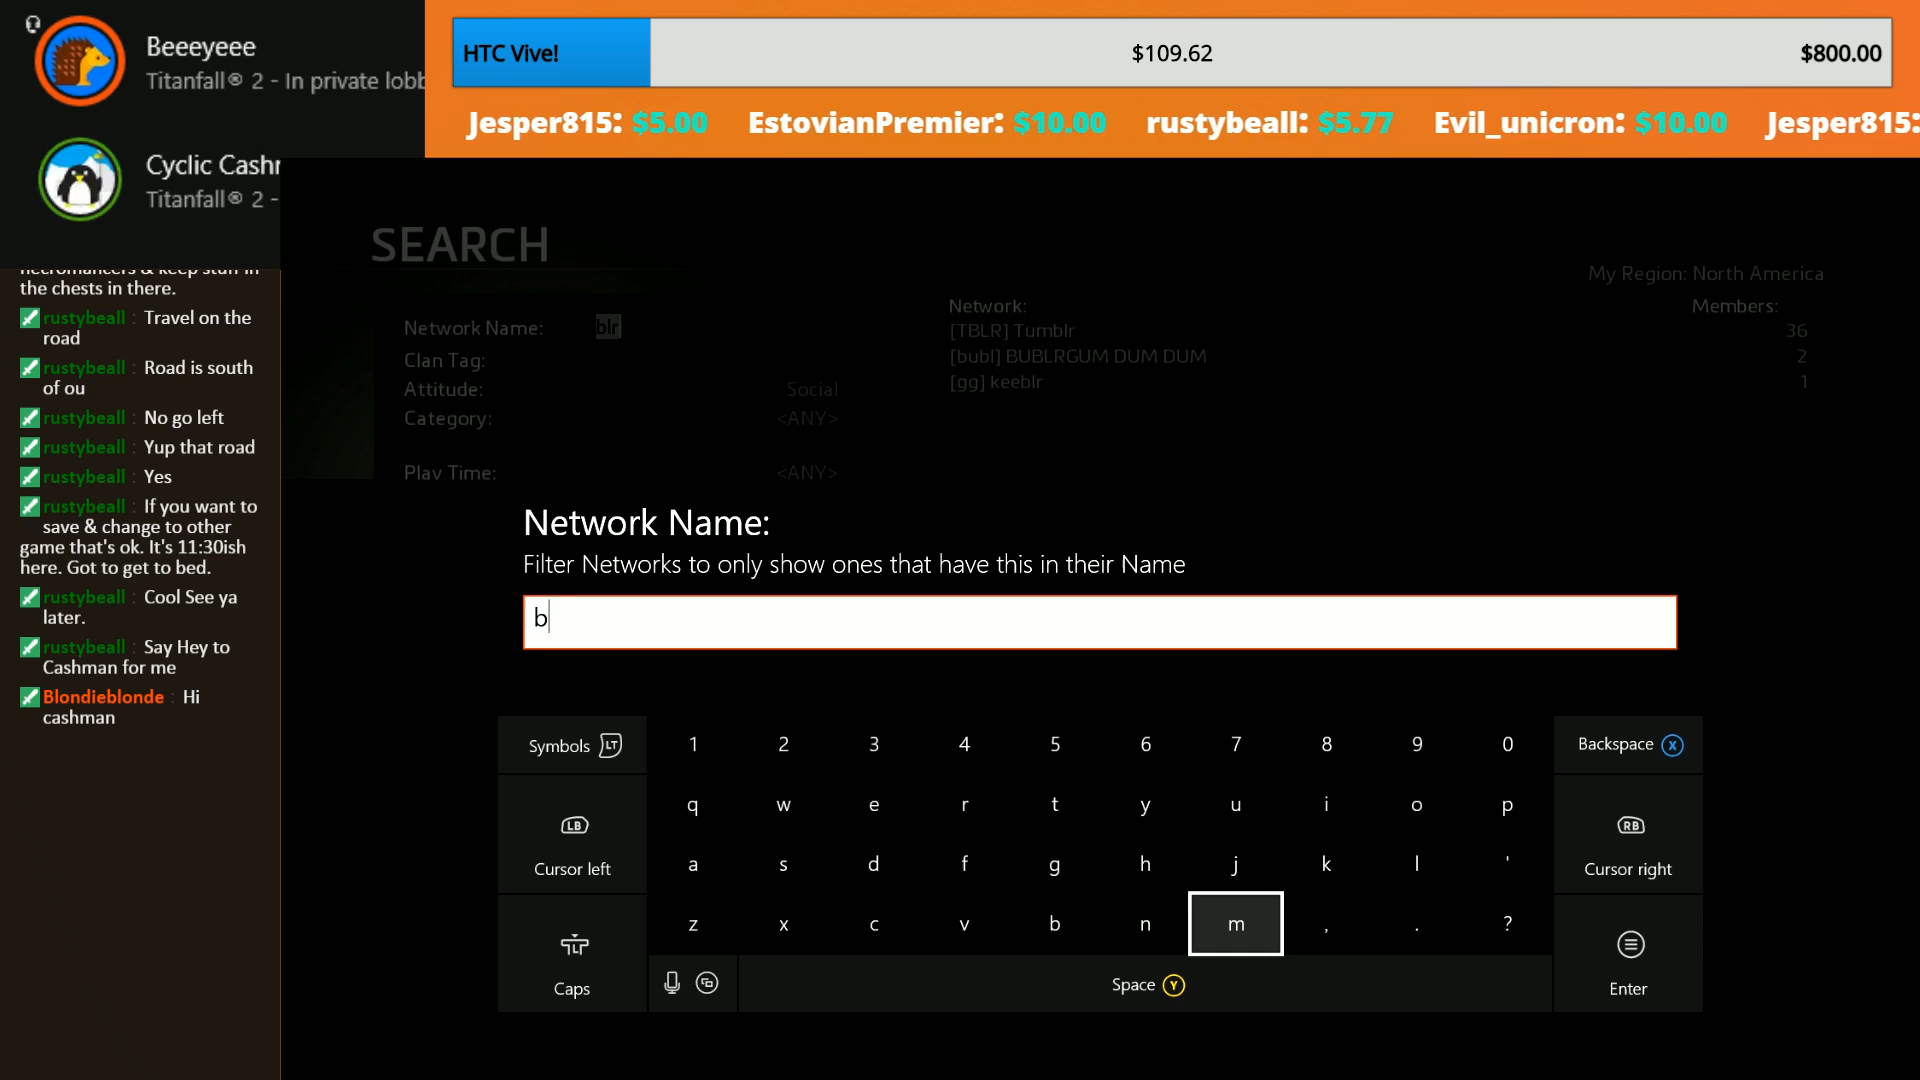 Beeeyeee
Titanfall® 2 - In private lobb
Cyclic Cashr
Titanfall® 2 -
HTC Vive!
$109.62
$800.00
Jesper815: $5.00 EstovianPremier: $10.00 rustybeall: $5.77 Evil_unicron: $10.00 Jesper815:
necromancers & keep stuff in
the chests in there.
rustybeall : Travel on the
road
rustybeall : Road is south
of ou
rustybeall : No go left
rustybeall : Yup that road
rustybeall : Yes
rustybeall : If you want to
save & change to other
game that's ok. It's 11:30ish
here. Got to get to bed.
rustybeall : Cool See ya
later.
rustybeall : Say Hey to
Cashman for me
Blondieblonde : Hi
cashman
SEARCH
My Region: North America
Network Name: blr
Clan Tag:
Attitude: Social
Category: <ANY>
Play Time: <ANY>
Network: Members:
[TBLR] Tumblr 36
[bubl] BUBLRGUM DUM DUM 2
[gg] keeblr 1
Network Name:
Filter Networks to only show ones that have this in their Name
b
Symbols LT 1 2 3 4 5 6 7 8 9 0 Backspace X
q w e r t y u i o p
LB Cursor left
a s d f g h j k l '
RB Cursor right
z x c v b n m , . ?
Caps
Space Y
Enter